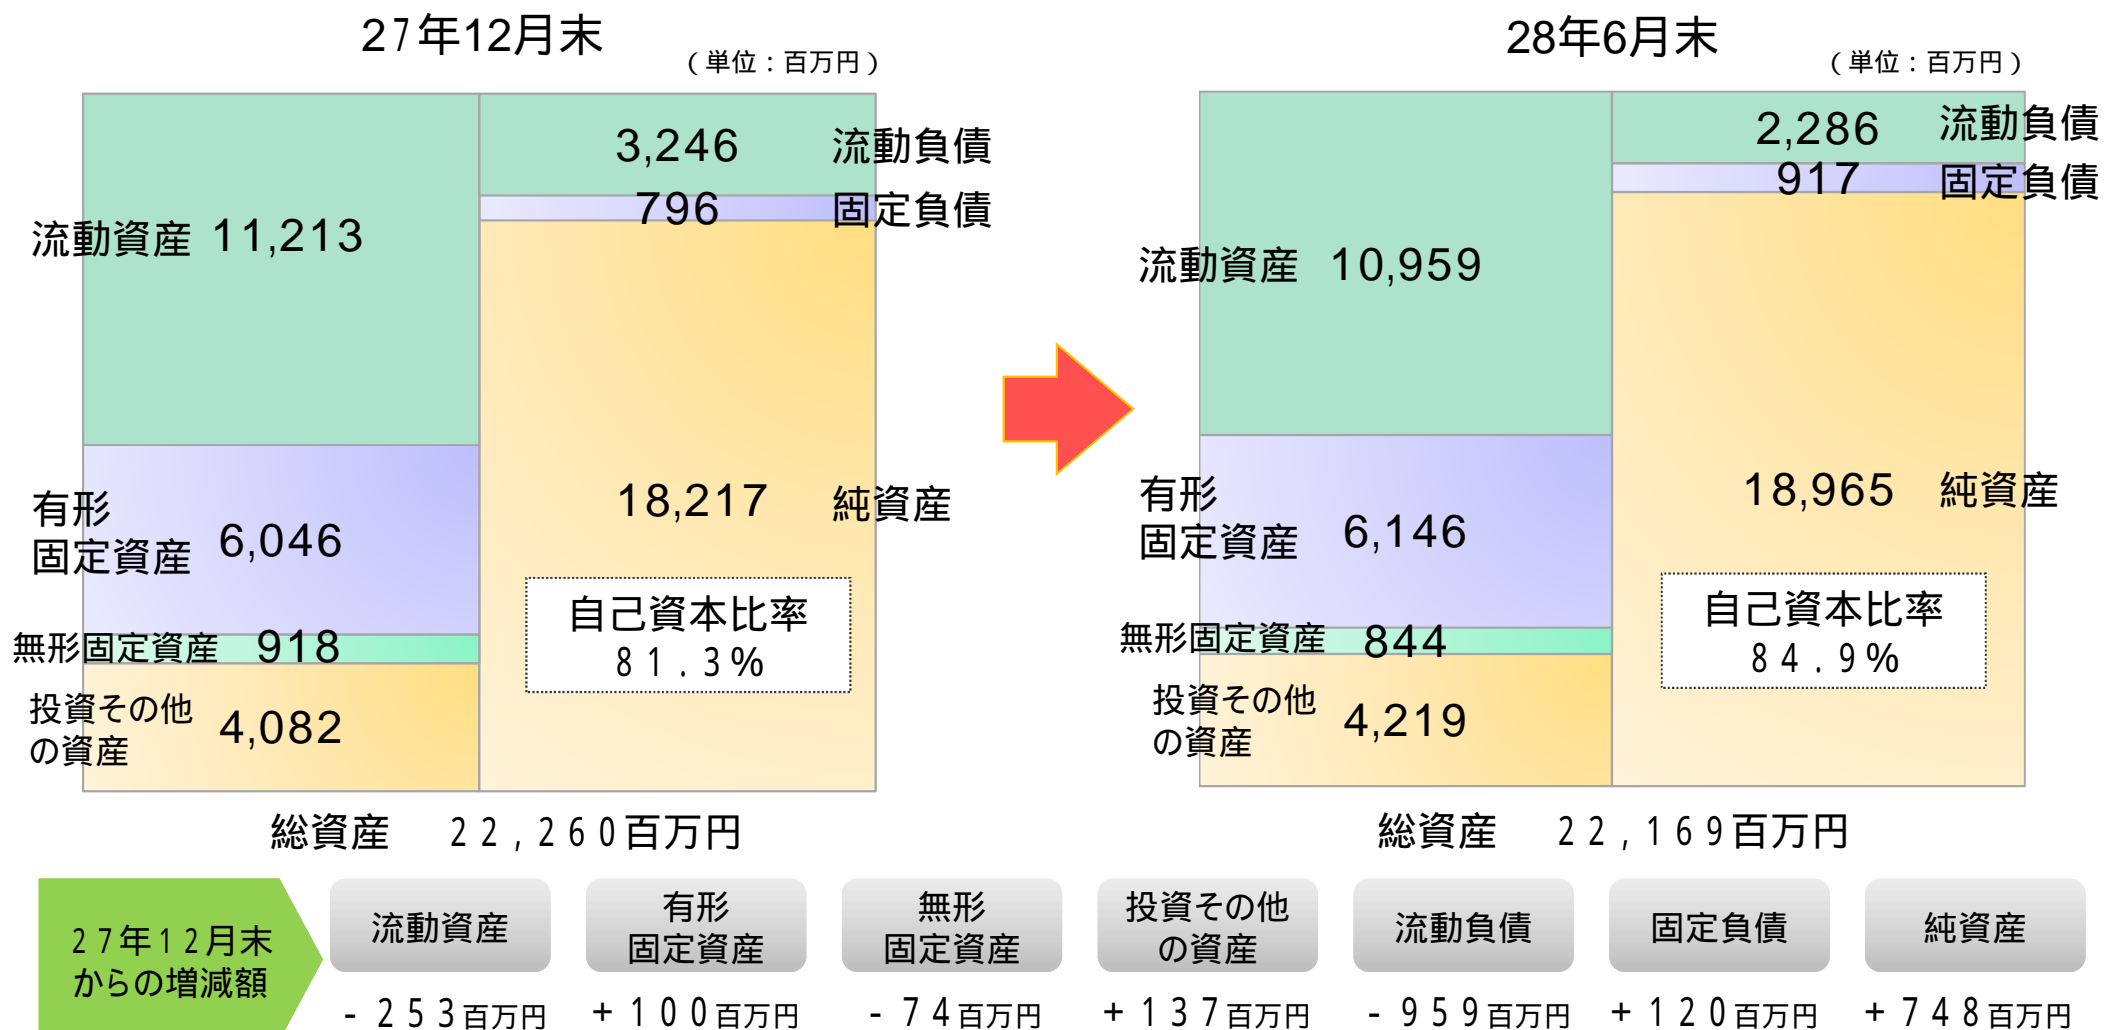 27年12月末
(単位:百万円)
流動資産 11,213
有形
固定資産 6,046
無形固定資産 918
投資その他
の資産 4,082
3,246 流動負債
796 固定負債
18,217 純資産
自己資本比率
81.3%
総資産 22,260百万円
28年6月末
(単位:百万円)
流動資産 10,959
有形
固定資産 6,146
無形固定資産 844
投資その他
の資産 4,219
2,286 流動負債
917 固定負債
18,965 純資産
自己資本比率
84.9%
総資産 22,169百万円
27年12月末
からの増減額
流動資産
-253百万円
有形
固定資産
+100百万円
無形
固定資産
-74百万円
投資その他
の資産
+137百万円
流動負債
-959百万円
固定負債
+120百万円
純資産
+748百万円